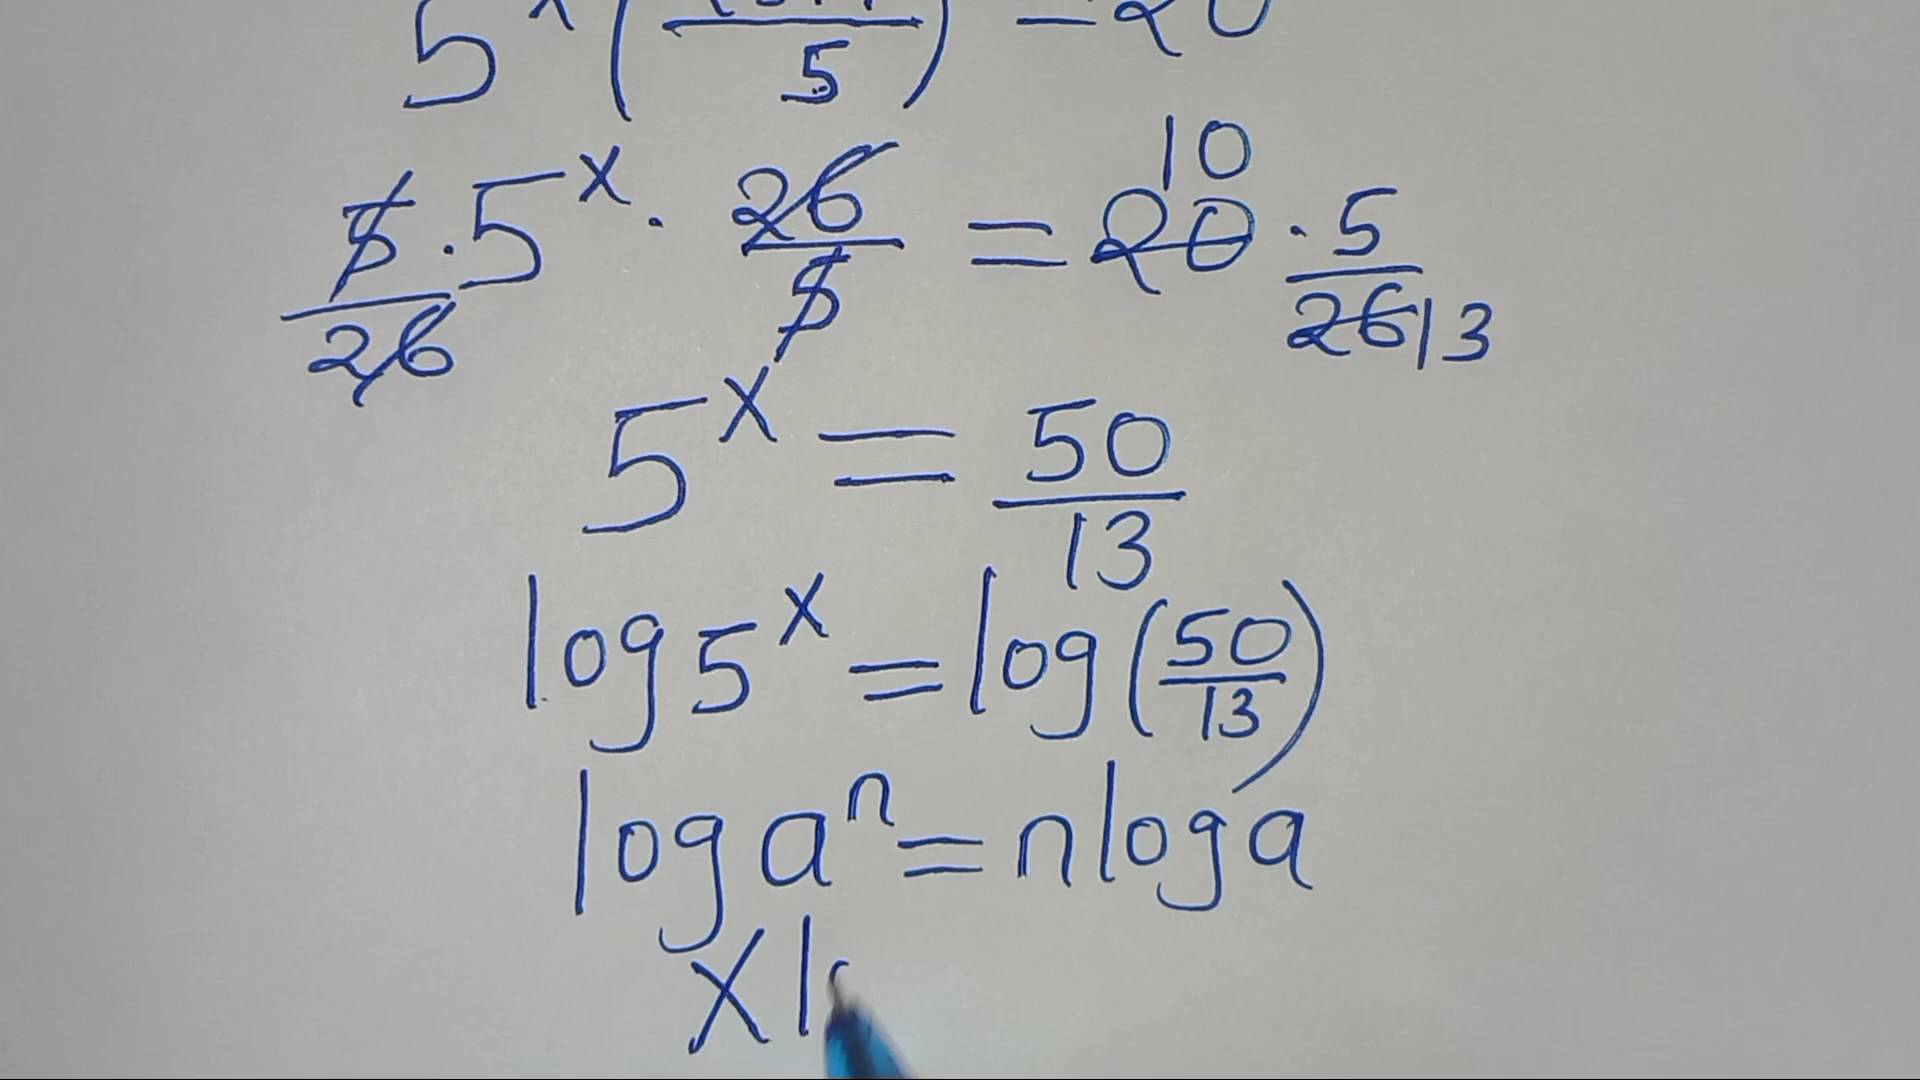 5^x (/5) = 20
5/26 · 5^x · 26/5 = 20 10 · 5/26 13
5^x = 50/13
log 5^x = log (50/13)
log a^n = n log a
x l